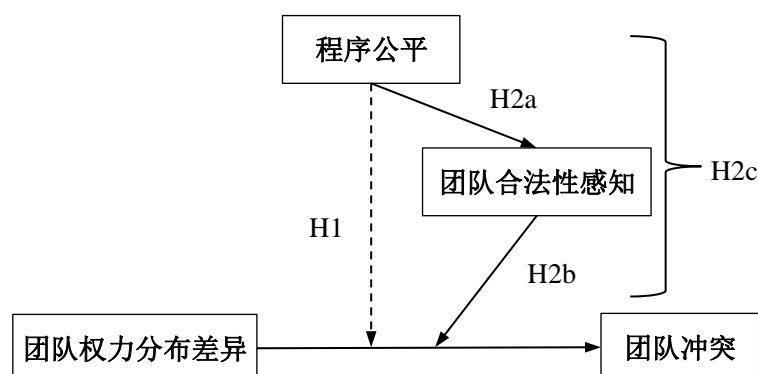 程序公平
H2a
团队合法性感知
H2c
H1
H2b
团队权力分布差异
团队冲突